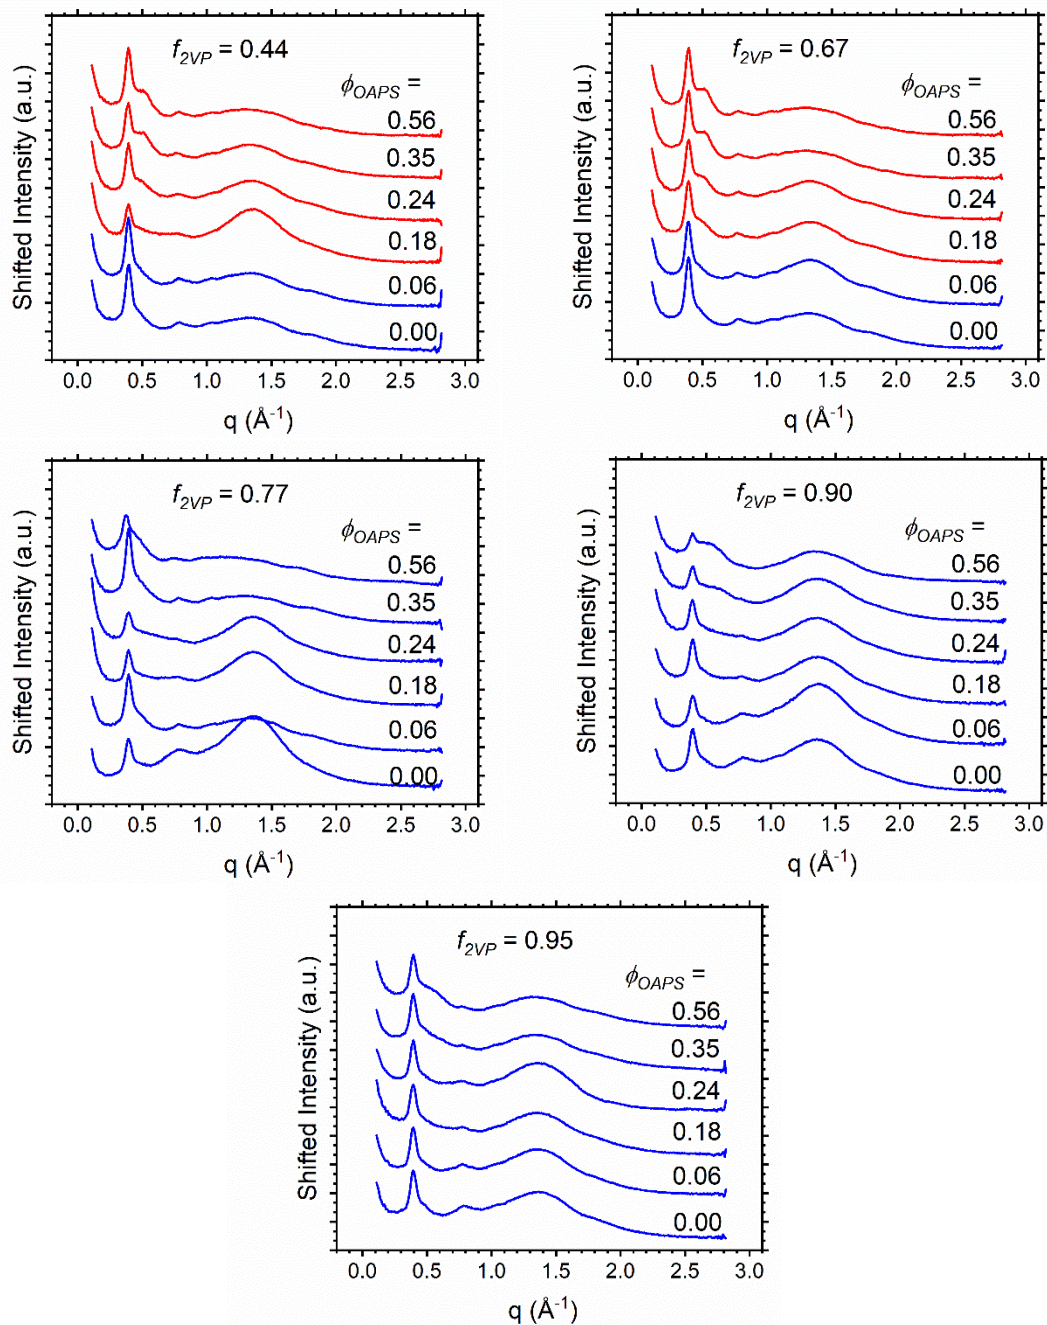 f2VP = 0.44
ϕOAPS =
0.56
0.35
0.24
0.18
0.06
0.00
Shifted Intensity (a.u.)
0.0 0.5 1.0 1.5 2.0 2.5 3.0
q (Å-1)
f2VP = 0.67
ϕOAPS =
0.56
0.35
0.24
0.18
0.06
0.00
Shifted Intensity (a.u.)
0.0 0.5 1.0 1.5 2.0 2.5 3.0
q (Å-1)
f2VP = 0.77
ϕOAPS =
0.56
0.35
0.24
0.18
0.06
0.00
Shifted Intensity (a.u.)
0.0 0.5 1.0 1.5 2.0 2.5 3.0
q (Å-1)
f2VP = 0.90
ϕOAPS =
0.56
0.35
0.24
0.18
0.06
0.00
Shifted Intensity (a.u.)
0.0 0.5 1.0 1.5 2.0 2.5 3.0
q (Å-1)
f2VP = 0.95
ϕOAPS =
0.56
0.35
0.24
0.18
0.06
0.00
Shifted Intensity (a.u.)
0.0 0.5 1.0 1.5 2.0 2.5 3.0
q (Å-1)